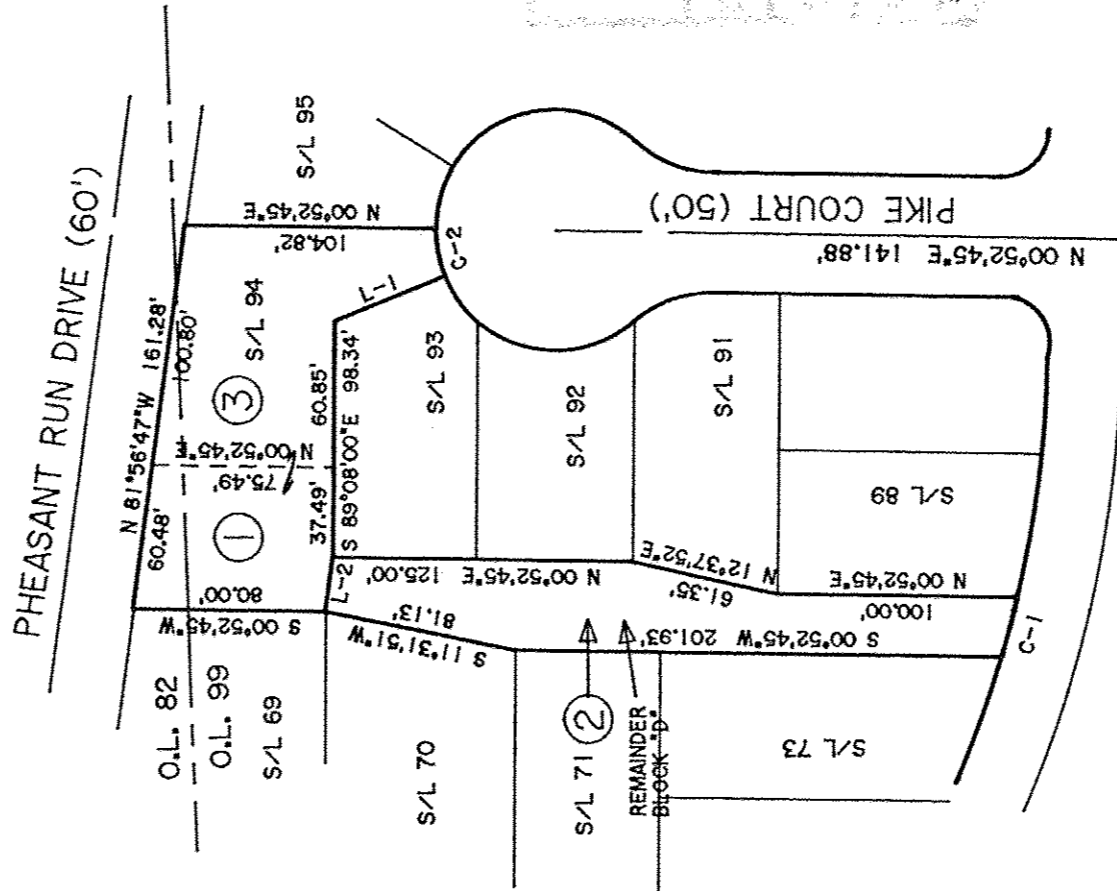 PHEASANT RUN DRIVE (60')
N 81°56'47"W 161.28'
60.48'
100.80'
O.L. 82
O.L. 99
S/L 69
S 00°52'45"W
80.00'
1
75.49'
N 00°52'45"E
3
S/L 94
104.82'
N 00°52'45"E
S/L 95
37.49'
60.85'
S 89°08'00"E 98.34'
L-1
C-2
L-2
S 11°31'51"W
81.13'
N 00°52'45"E 125.00'
S/L 93
S/L 70
S/L 92
S/L 91
61.35'
N 12°37'52"E
S/L 71
2
REMAINDER
BLOCK "D"
S 00°52'45"W 201.93'
100.00'
N 00°52'45"E
S/L 89
S/L 73
C-1
PIKE COURT (50')
N 00°52'45"E 141.88'